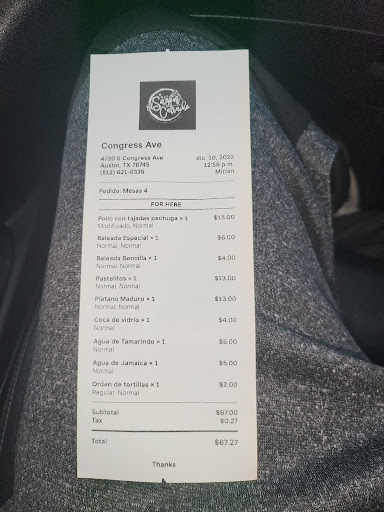 Congress Ave
4720 S Congress Ave
dic. 10, 2022
Austin, TX 78745
12:56 p.m.
(512) 621-0335
Mirian
Pedido: Mesas 4
FOR HERE
Pollo con tajadas pechuga × 1 $15.00
Modificado, Normal
Baleada Especial × 1 $6.00
Normal, Normal
Baleada Sencilla × 1 $4.00
Normal, Normal
Pastelitos × 1 $13.00
Normal, Normal
Platano Maduro × 1 $13.00
Normal, Normal
Coca de vidrio × 1 $4.00
Normal
Agua de Tamarindo × 1
Normal
Agua de Jamaica × 1 $5.00
Normal
Orden de tortillas × 1 $2.00
Regular, Normal
Subtotal $67.00
Tax $0.27
Total $67.27
Thanks